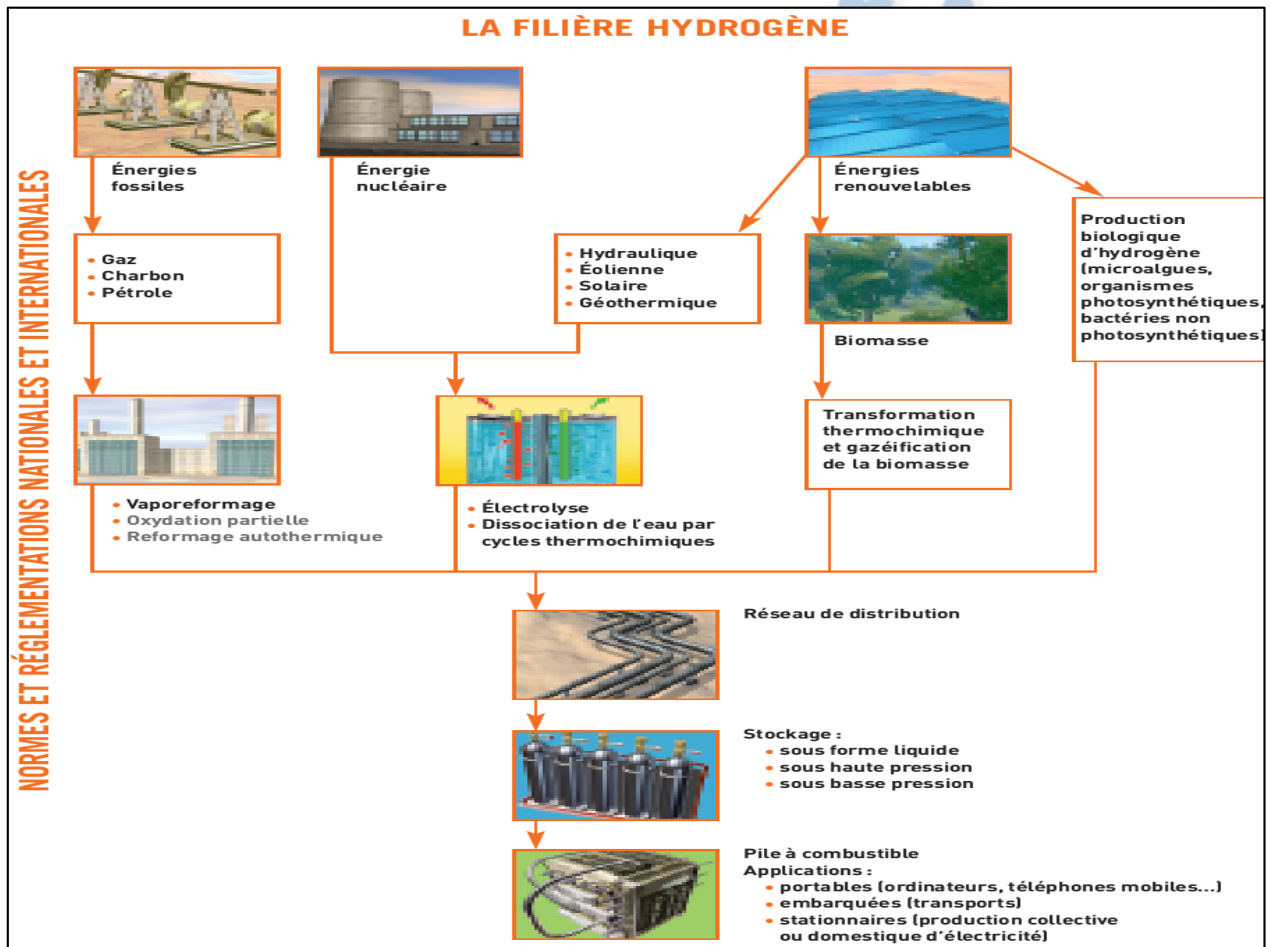 LA FILIÈRE HYDROGÈNE
NORMES ET RÉGLEMENTATIONS NATIONALES ET INTERNATIONALES
Énergies
fossiles
Énergie
nucléaire
Énergies
renouvelables
• Gaz
• Charbon
• Pétrole
• Hydraulique
• Éolienne
• Solaire
• Géothermique
Biomasse
Production
biologique
d'hydrogène
(microalgues,
organismes
photosynthétiques,
bactéries non
photosynthétiques)
• Vaporeformage
• Oxydation partielle
• Reformage autothermique
• Électrolyse
• Dissociation de l'eau par
cycles thermochimiques
Transformation
thermochimique
et gazéification
de la biomasse
Réseau de distribution
Stockage :
• sous forme liquide
• sous haute pression
• sous basse pression
Pile à combustible
Applications :
• portables (ordinateurs, téléphones mobiles...)
• embarquées (transports)
• stationnaires (production collective
ou domestique d'électricité)